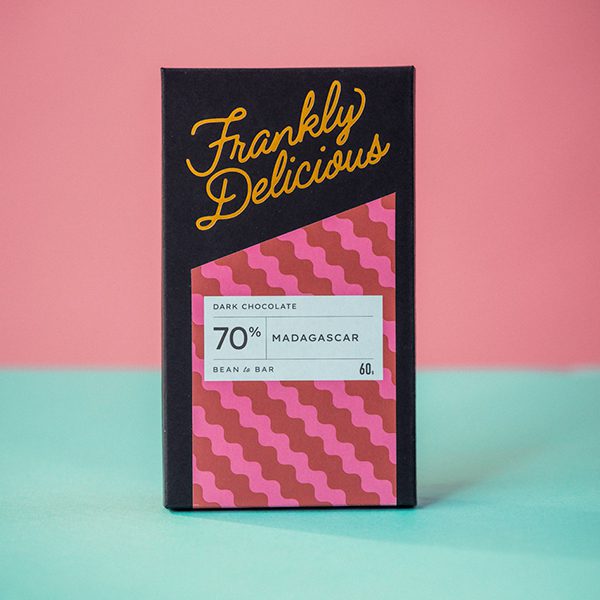 Frankly
Delicious
DARK CHOCOLATE
70% MADAGASCAR
BEAN to BAR 60g